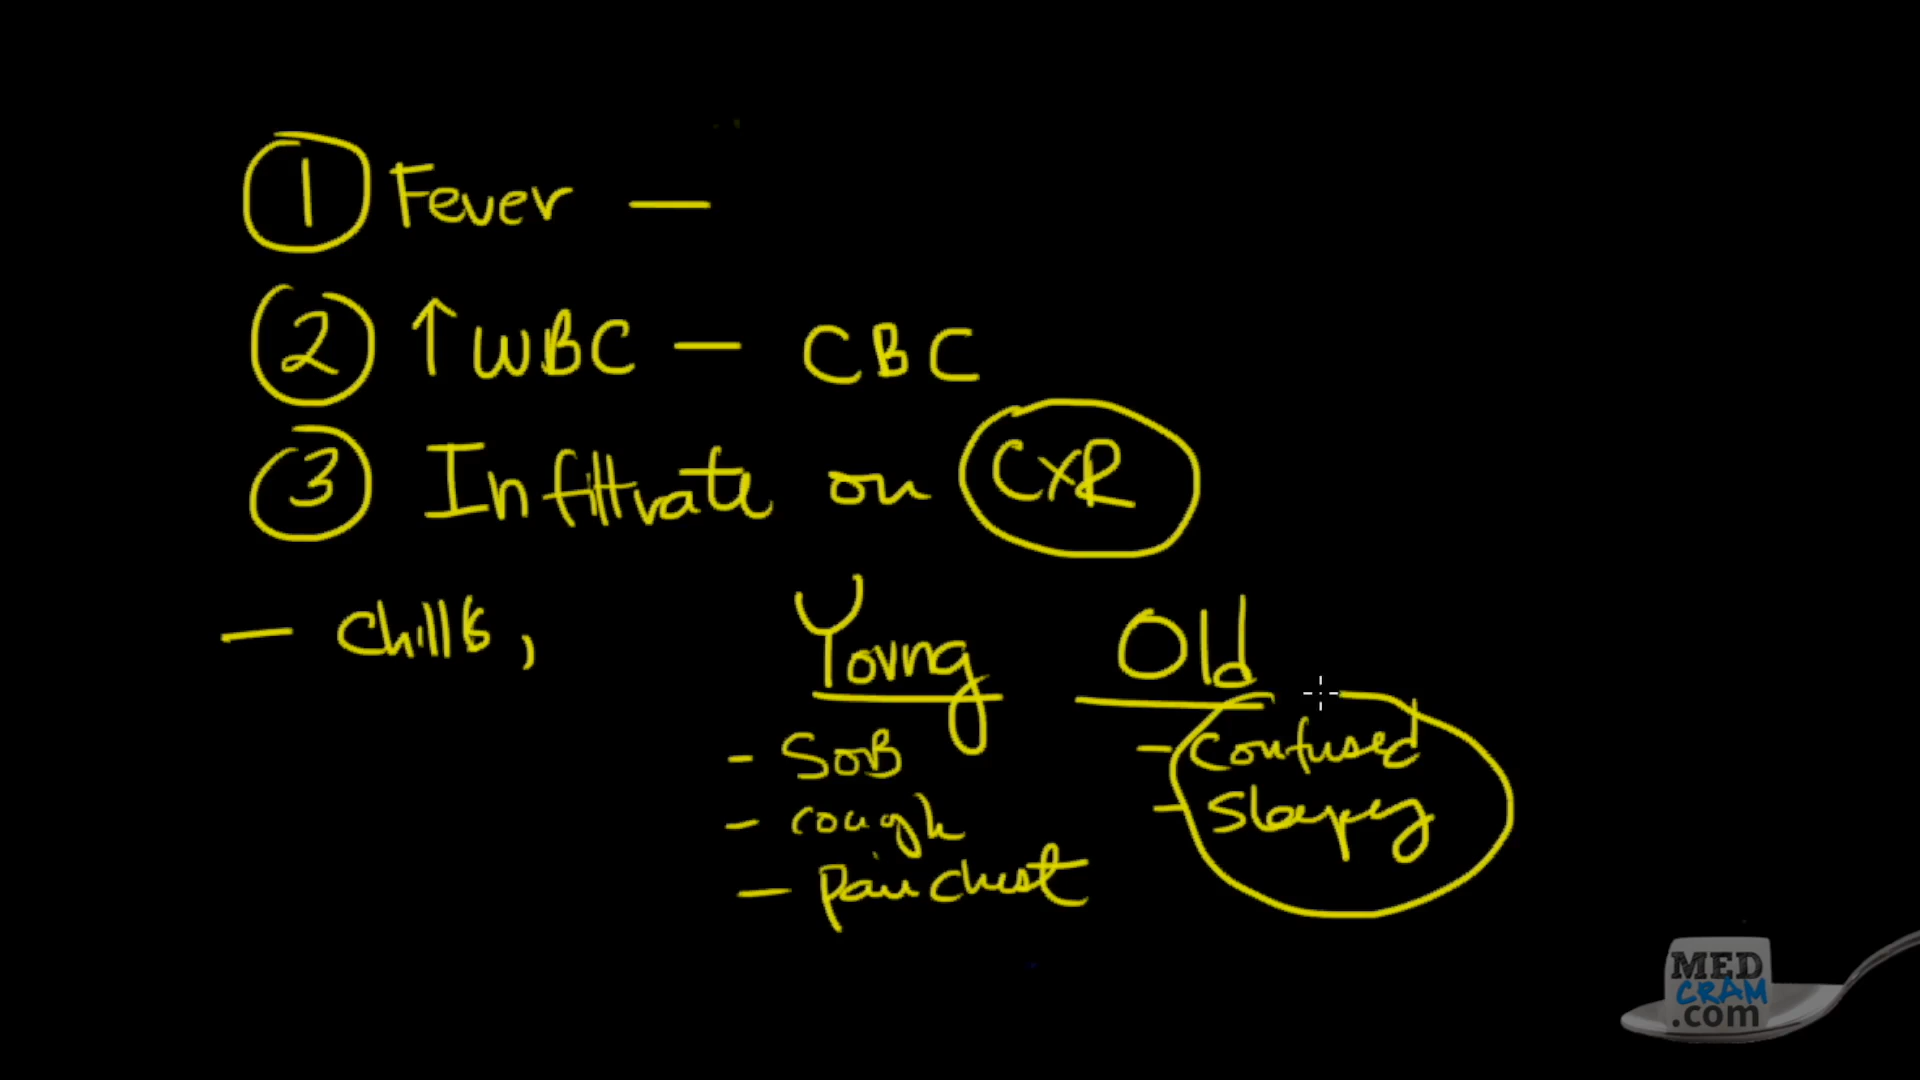 1 Fever —
2 ↑ WBC — CBC
3 Infiltrate on CXR
— Chills,
Young
- SOB
- cough
- Pain chest
Old
- Confused
- Sleepy
MED
CRAM
.com